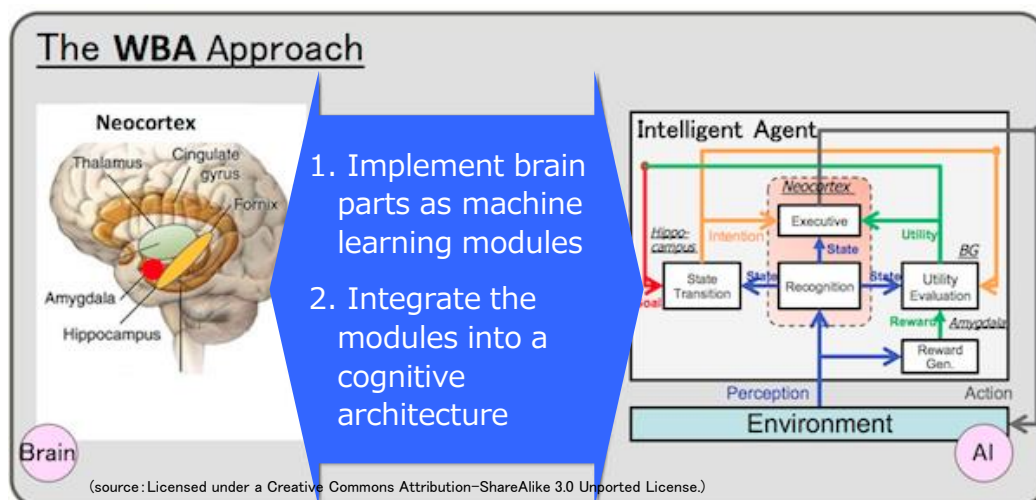 The WBA Approach
Neocortex
Thalamus
Cingulate
gyrus
Fornix
Amygdala
Hippocampus
Brain
1. Implement brain
parts as machine
learning modules
2. Integrate the
modules into a
cognitive
architecture
Intelligent Agent
Neocortex
Executive
Hippo-
campus
Intention
Utility
State
BG
State
Transition
State
Recognition
State
Utility
Evaluation
Reward
Amygdala
Reward
Gen.
Perception
Action
Environment
AI
(source:Licensed under a Creative Commons Attribution-ShareAlike 3.0 Unported License.)